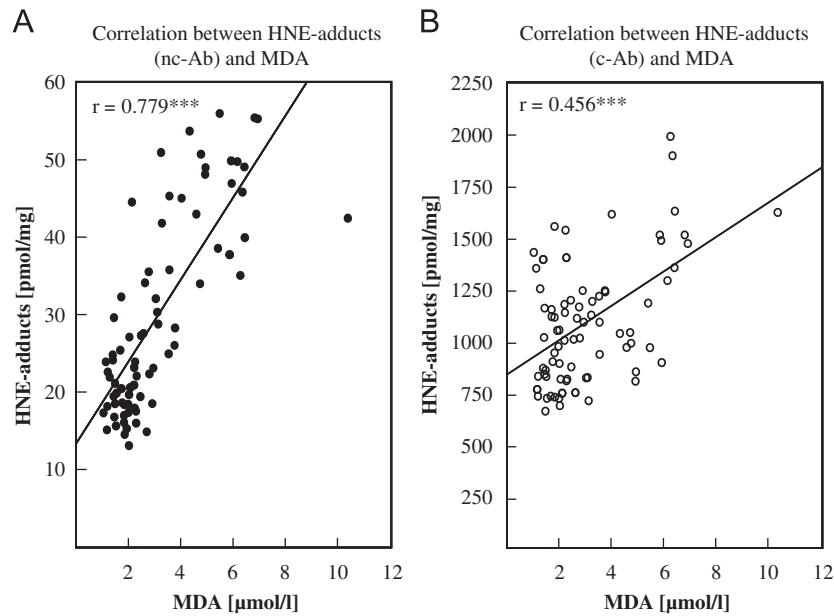 A
Correlation between HNE-adducts
(nc-Ab) and MDA
r = 0.779***
60
50
40
30
20
10
HNE-adducts [pmol/mg]
2 4 6 8 10 12
MDA [µmol/l]
B
Correlation between HNE-adducts
(c-Ab) and MDA
r = 0.456***
2250
2000
1750
1500
1250
1000
750
500
250
HNE-adducts [pmol/mg]
2 4 6 8 10 12
MDA [µmol/l]